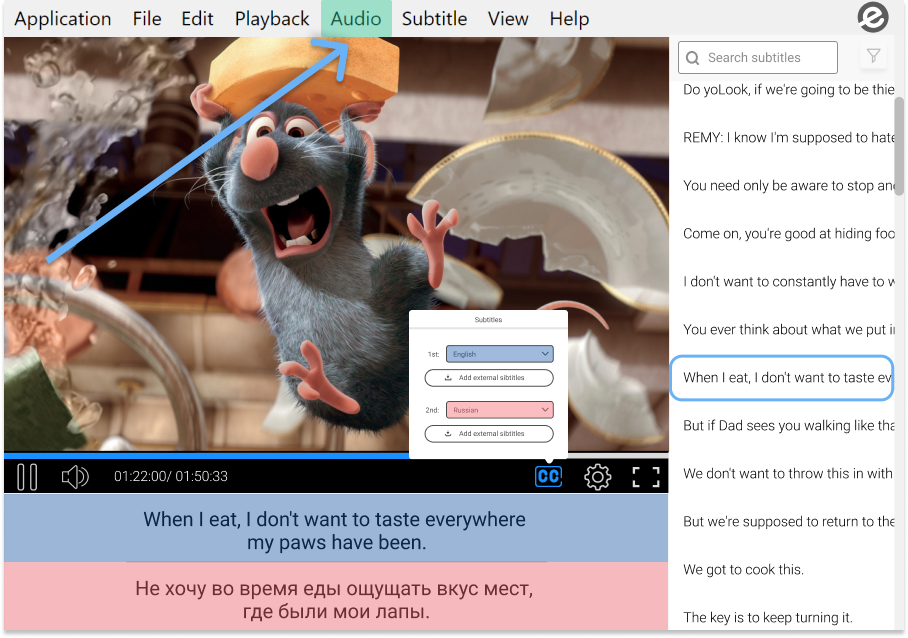 Application File Edit Playback Audio Subtitle View Help
Search subtitles
Do yoLook, if we're going to be thie
REMY: I know I'm supposed to hate
You need only be aware to stop and
Come on, you're good at hiding foo
I don't want to constantly have to w
You ever think about what we put in
When I eat, I don't want to taste ev
But if Dad sees you walking like tha
We don't want to throw this in with
But we're supposed to return to the
We got to cook this.
The key is to keep turning it.
Subtitles
1st: English
Add external sibtitles
2nd: Russian
Add external sibtitles
01:22:00/ 01:50:33
CC
When I eat, I don't want to taste everywhere
my paws have been.
Не хочу во время еды ощущать вкус мест,
где были мои лапы.